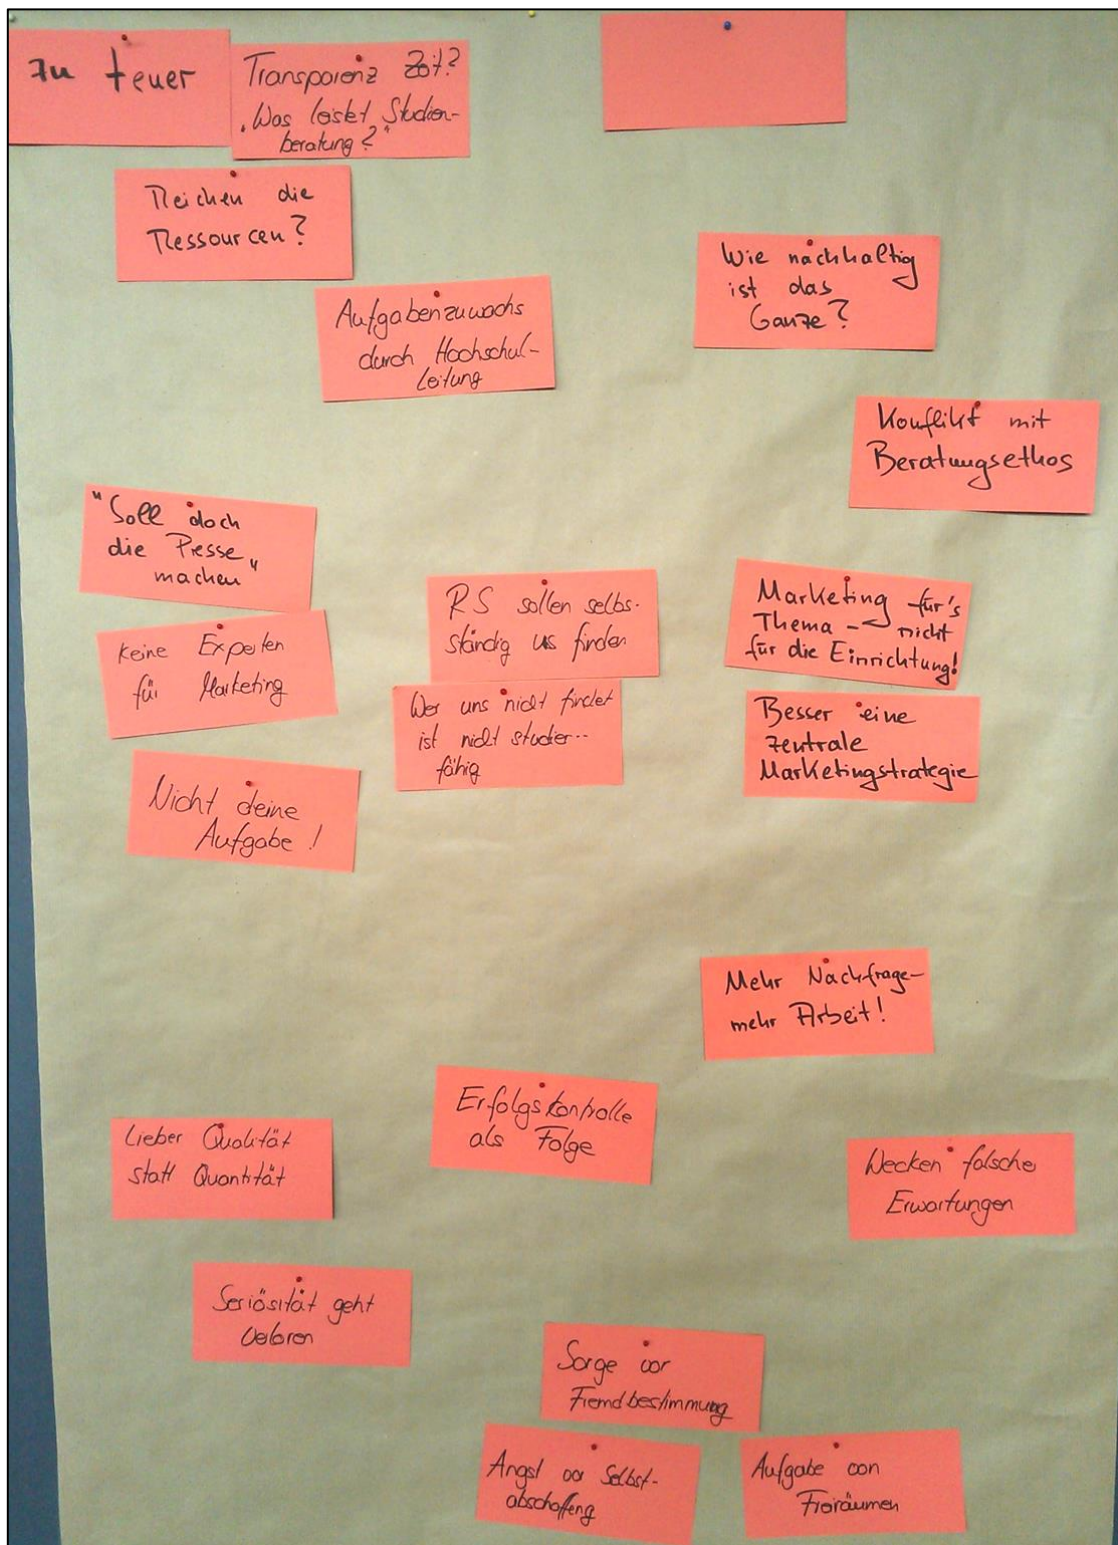 zu teuer
Transparenz Zeit?
"Was leistet Studien-
beratung?"
Reichen die
Ressourcen?
Wie nachhaltig
ist das
Ganze?
Aufgabenzuwachs
durch Hochschul-
leitung
Konflikt mit
Beratungsethos
"Soll doch
die Presse
machen"
RS sollen selbs-
ständig us finden
Marketing für's
Thema - nicht
für die Einrichtung!
keine Experten
für Marketing
Wer uns nicht findet
ist nicht studier-
fähig
Besser eine
zentrale
Marketingstrategie
Nicht deine
Aufgabe!
Mehr Nachfrage-
mehr Arbeit!
Erfolgskontrolle
als Folge
Lieber Qualität
statt Quantität
Wecken falsche
Erwartungen
Seriösität geht
verloren
Sorge vor
Fremdbestimmung
Angst vor Selbst-
abschaffung
Aufgabe von
Freiräumen